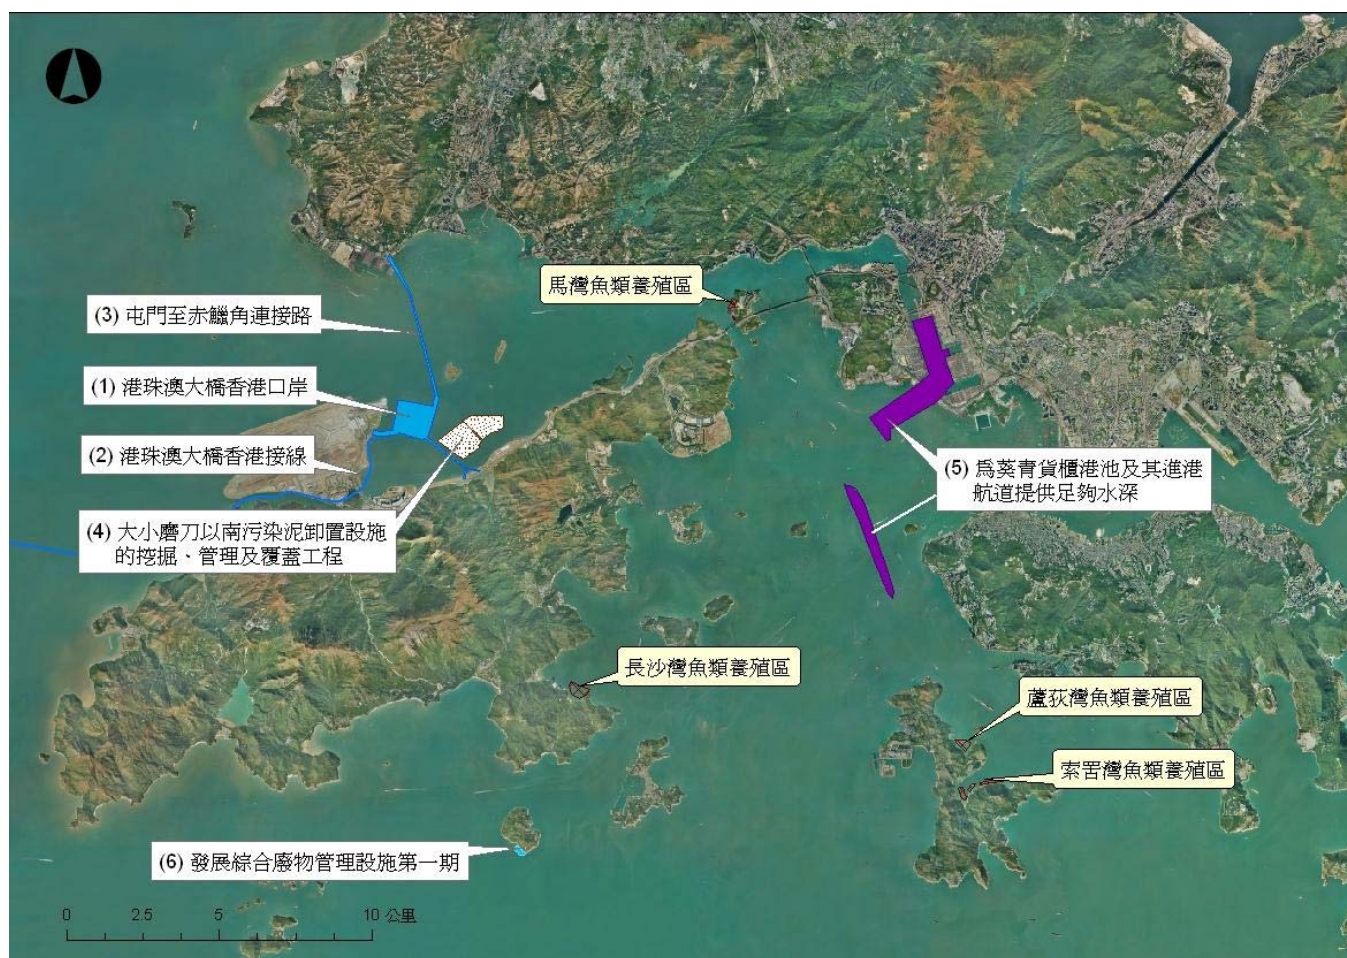 馬灣魚類養殖區
(3) 屯門至赤鱲角連接路
(1) 港珠澳大橋香港口岸
(2) 港珠澳大橋香港接線
(5) 為葵青貨櫃港池及其進港
航道提供足夠水深
(4) 大小磨刀以南污染泥卸置設施
的挖掘、管理及覆蓋工程
長沙灣魚類養殖區
蘆荻灣魚類養殖區
索罟灣魚類養殖區
(6) 發展綜合廢物管理設施第一期
0 2.5 5 10 公里